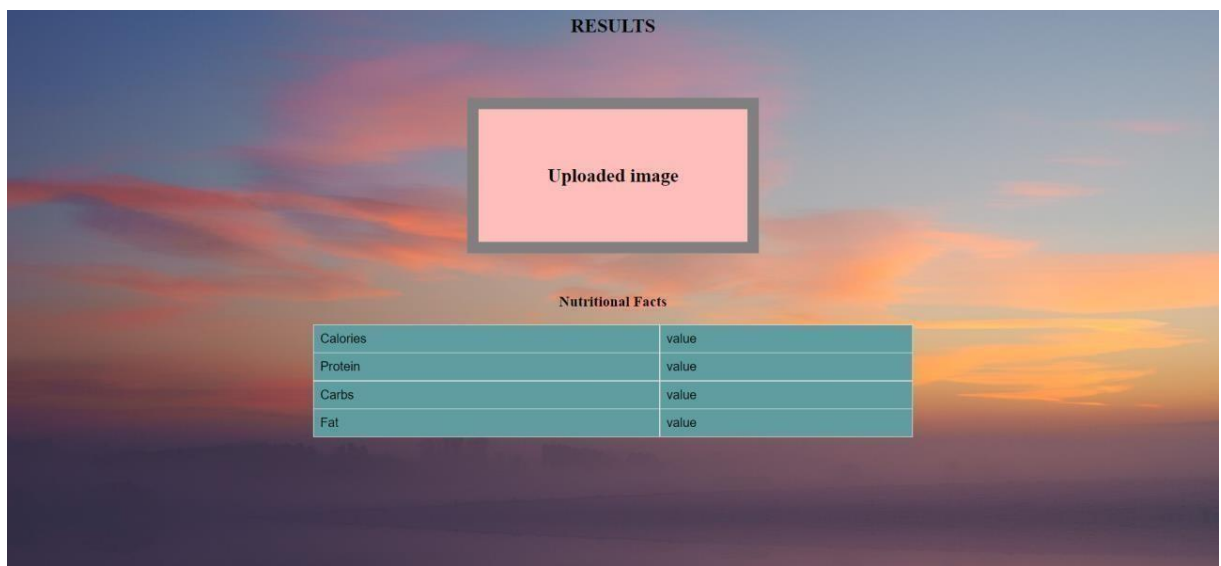 RESULTS
Uploaded image
Nutritional Facts
Calories value
Protein value
Carbs value
Fat value